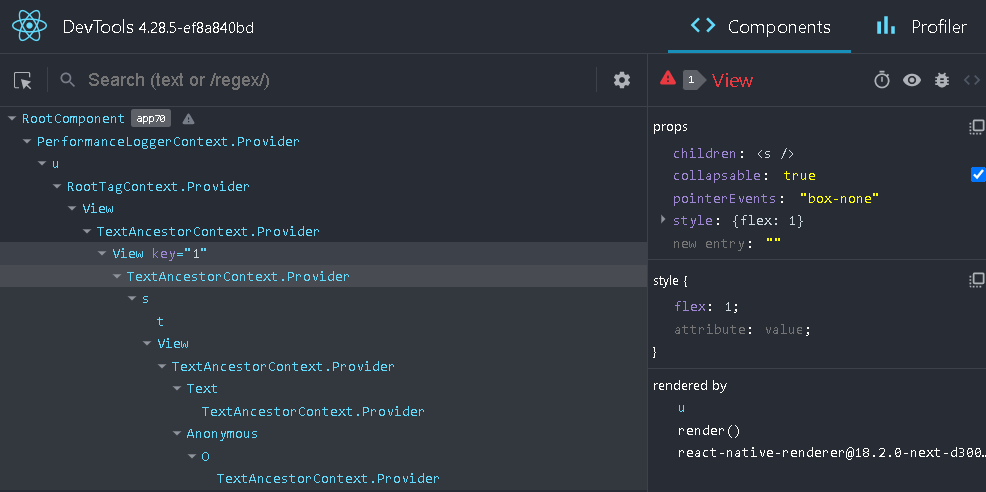 DevTools 4.28.5-ef8a840bd
Components
Profiler
Search (text or /regex/)
1 View
RootComponent app70
PerformanceLoggerContext.Provider
u
RootTagContext.Provider
View
TextAncestorContext.Provider
View key="1"
TextAncestorContext.Provider
s
t
View
TextAncestorContext.Provider
Text
TextAncestorContext.Provider
Anonymous
O
TextAncestorContext.Provider
props
children: <s />
collapsable: true
pointerEvents: "box-none"
style: {flex: 1}
new entry: ""
style {
flex: 1;
attribute: value;
}
rendered by
u
render()
react-native-renderer@18.2.0-next-d300…